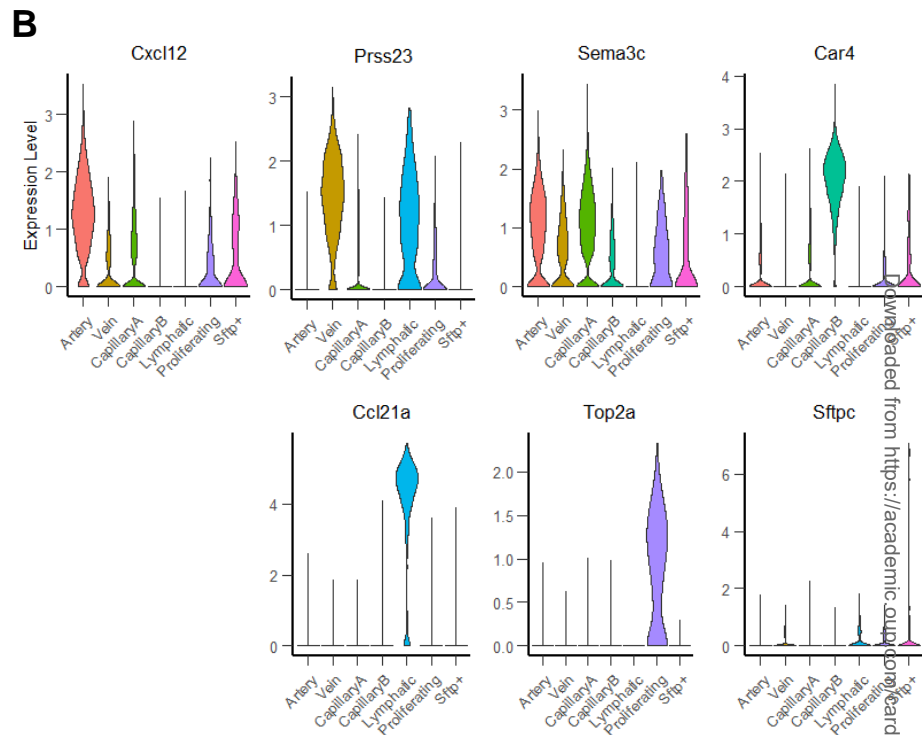 B
Cxcl12
Prss23
Sema3c
Car4
Expression Level
3
2
1
0
3
2
1
0
3
2
1
0
4
3
2
1
0
Artery
Vein
CapillaryA
CapillaryB
Lymphatic
Proliferating
Sftp+
Artery
Vein
CapillaryA
CapillaryB
Lymphatic
Proliferating
Sftp+
Artery
Vein
CapillaryA
CapillaryB
Lymphatic
Proliferating
Sftp+
Artery
Vein
CapillaryA
CapillaryB
Lymphatic
Proliferating
Sftp+
Ccl21a
Top2a
Sftpc
4
2
0
2.0
1.5
1.0
0.5
0.0
6
4
2
0
Artery
Vein
CapillaryA
CapillaryB
Lymphatic
Proliferating
Sftp+
Artery
Vein
CapillaryA
CapillaryB
Lymphatic
Proliferating
Sftp+
Artery
Vein
CapillaryA
CapillaryB
Lymphatic
Proliferating
Sftp+
Downloaded from https://academic.oup.com/card